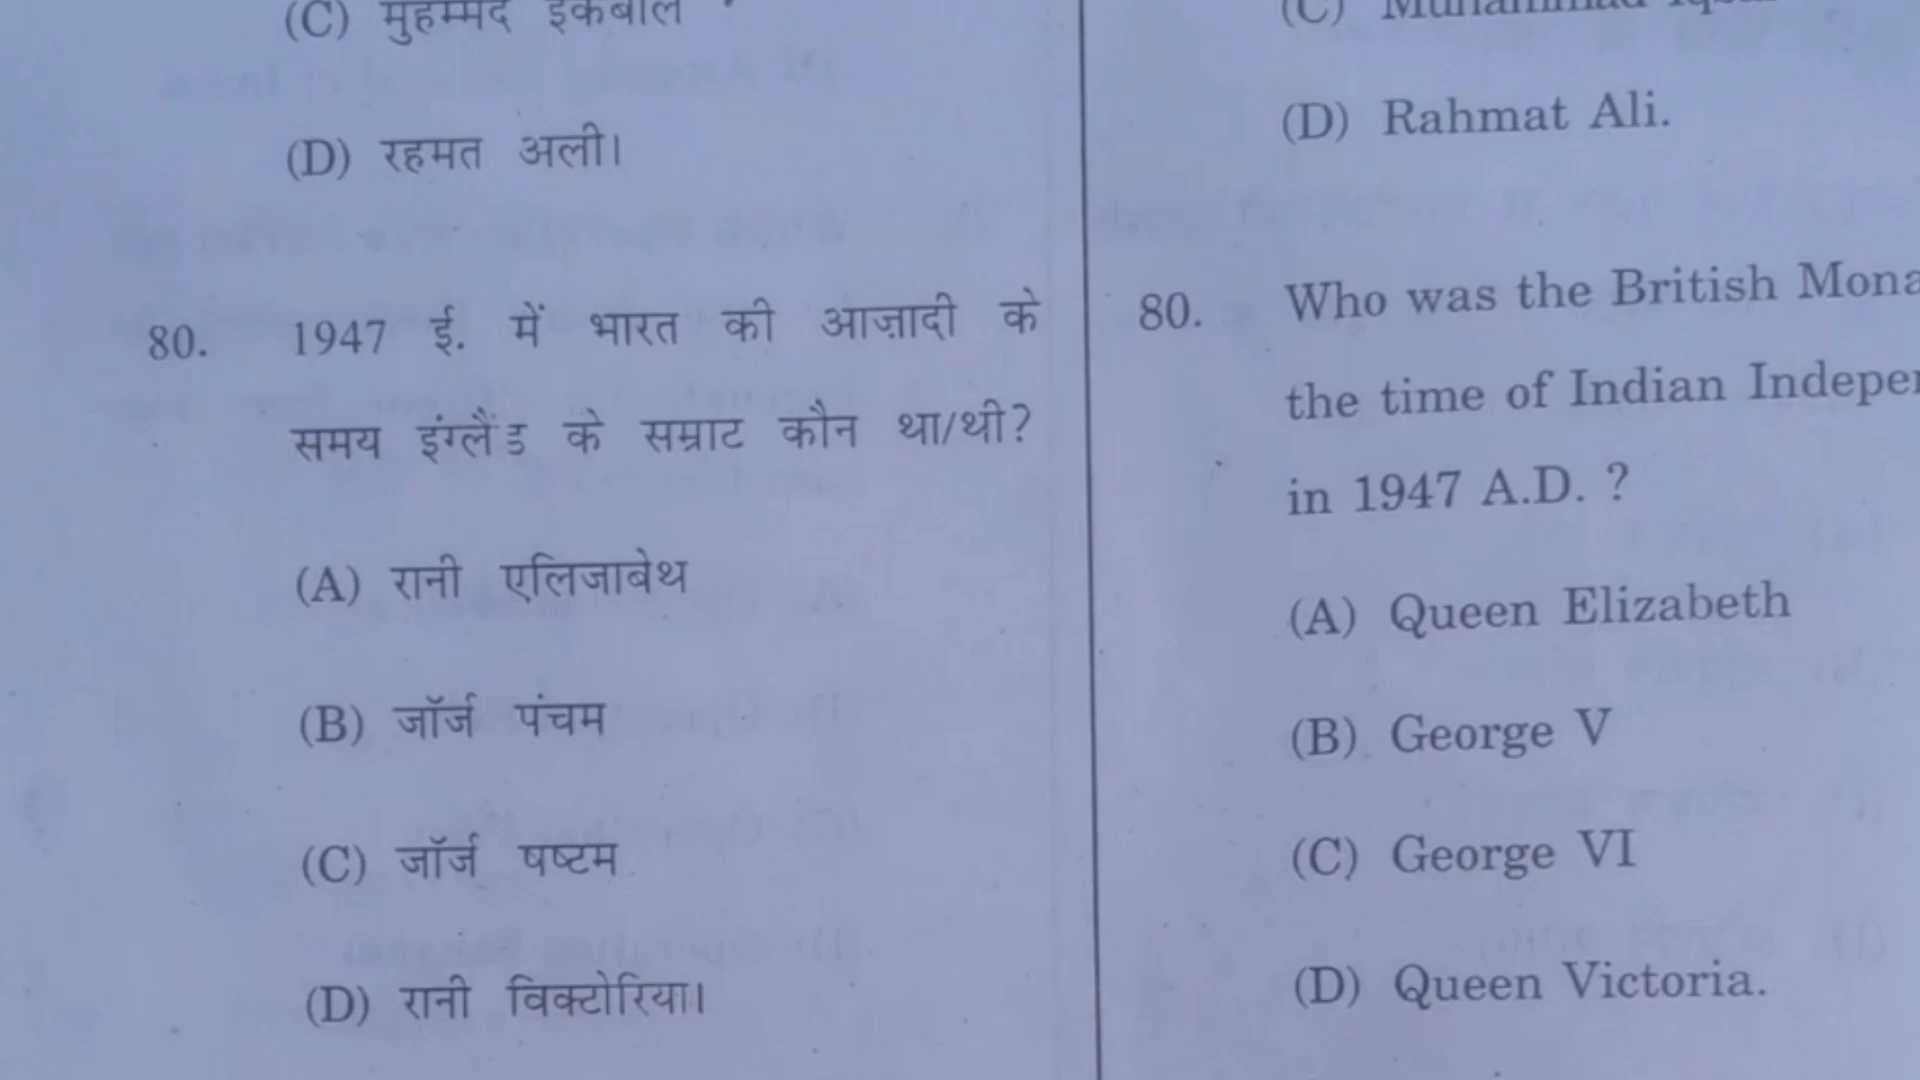 (C) मुहम्मद इकबाल
(D) रहमत अली।
80. 1947 ई. में भारत की आज़ादी के
समय इंग्लैंड के सम्राट कौन था/थी?
(A) रानी एलिजाबेथ
(B) जॉर्ज पंचम
(C) जॉर्ज षष्टम
(D) रानी विक्टोरिया।
(C) Muhammad
(D) Rahmat Ali.
80. Who was the British
the time of Indian
in 1947 A.D. ?
(A) Queen Elizabeth
(B) George V
(C) George VI
(D) Queen Victoria.